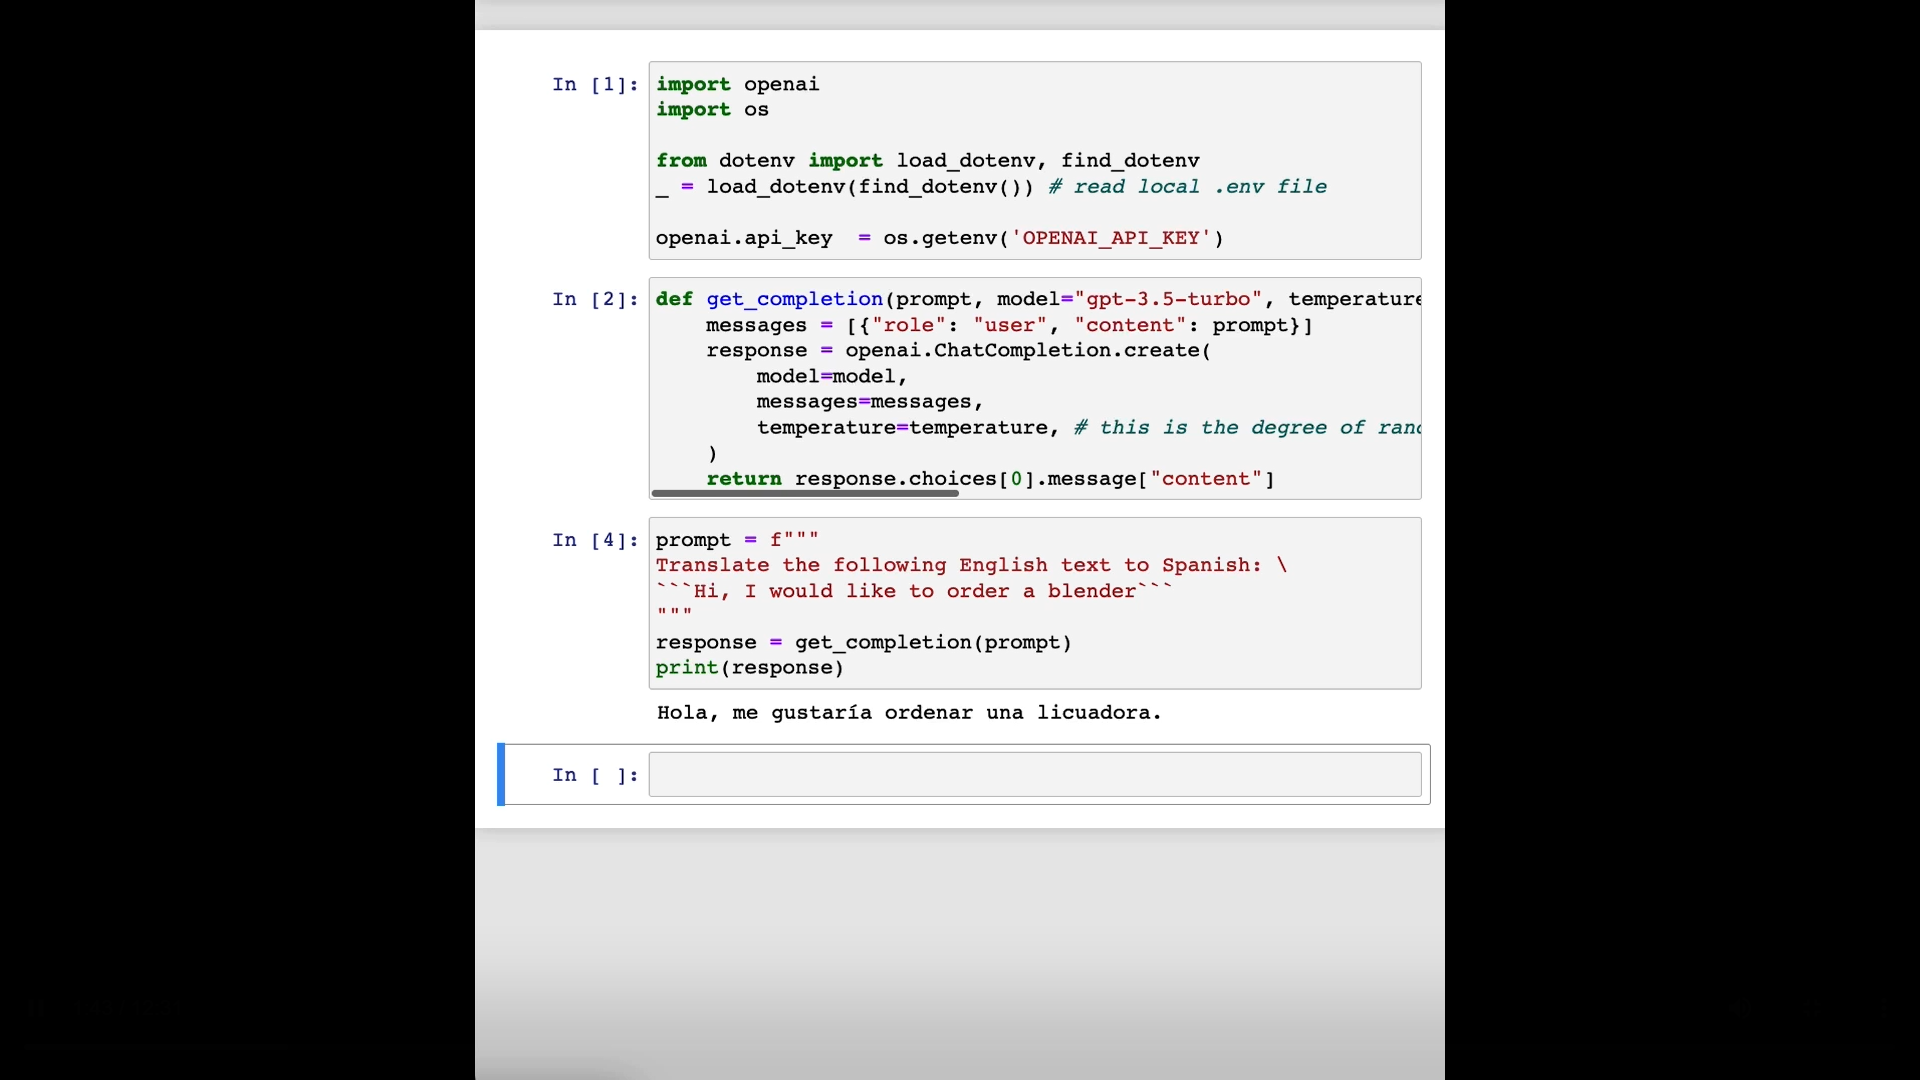 In [1]:
import openai
import os
from dotenv import load_dotenv, find_dotenv
_ = load_dotenv(find_dotenv()) # read local .env file
openai.api_key  = os.getenv('OPENAI_API_KEY')
In [2]:
def get_completion(prompt, model="gpt-3.5-turbo", temperature
    messages = [{"role": "user", "content": prompt}]
    response = openai.ChatCompletion.create(
        model=model,
        messages=messages,
        temperature=temperature, # this is the degree of
    )
    return response.choices[0].message["content"]
In [4]:
prompt = f"""
Translate the following English text to Spanish: \
```Hi, I would like to order a blender```
"""
response = get_completion(prompt)
print(response)
Hola, me gustaría ordenar una licuadora.
In [ ]: